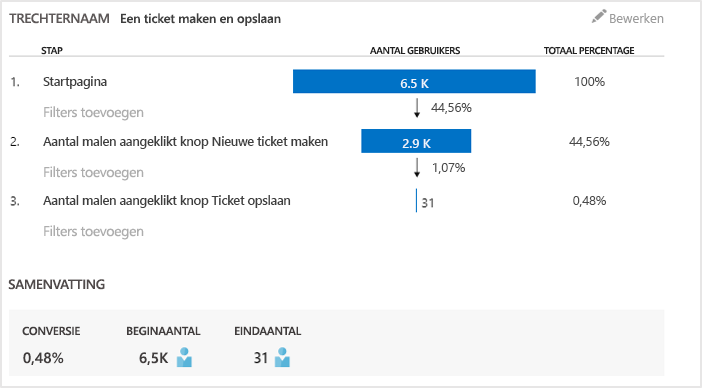 TRECHTERNAAM Een ticket maken en opslaan Bewerken
STAP AANTAL GEBRUIKERS TOTAAL PERCENTAGE
1. Startpagina 6.5 K 100%
Filters toevoegen 44,56%
2. Aantal malen aangeklikt knop Nieuwe ticket maken 2.9 K 44,56%
Filters toevoegen 1,07%
3. Aantal malen aangeklikt knop Ticket opslaan 31 0,48%
Filters toevoegen
SAMENVATTING
CONVERSIE BEGINAANTAL EINDAANTAL
0,48% 6,5K 31